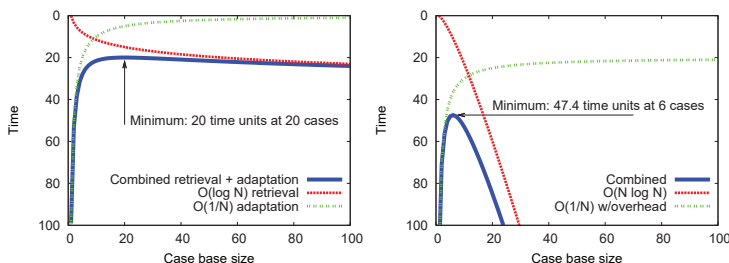 0
20
40
60
80
100
Time
Minimum: 20 time units at 20 cases
Combined retrieval + adaptation
O(log N) retrieval
O(1/N) adaptation
0 20 40 60 80 100
Case base size
0
20
40
60
80
100
Time
Minimum: 47.4 time units at 6 cases
Combined
O(N log N)
O(1/N) w/overhead
0 20 40 60 80 100
Case base size